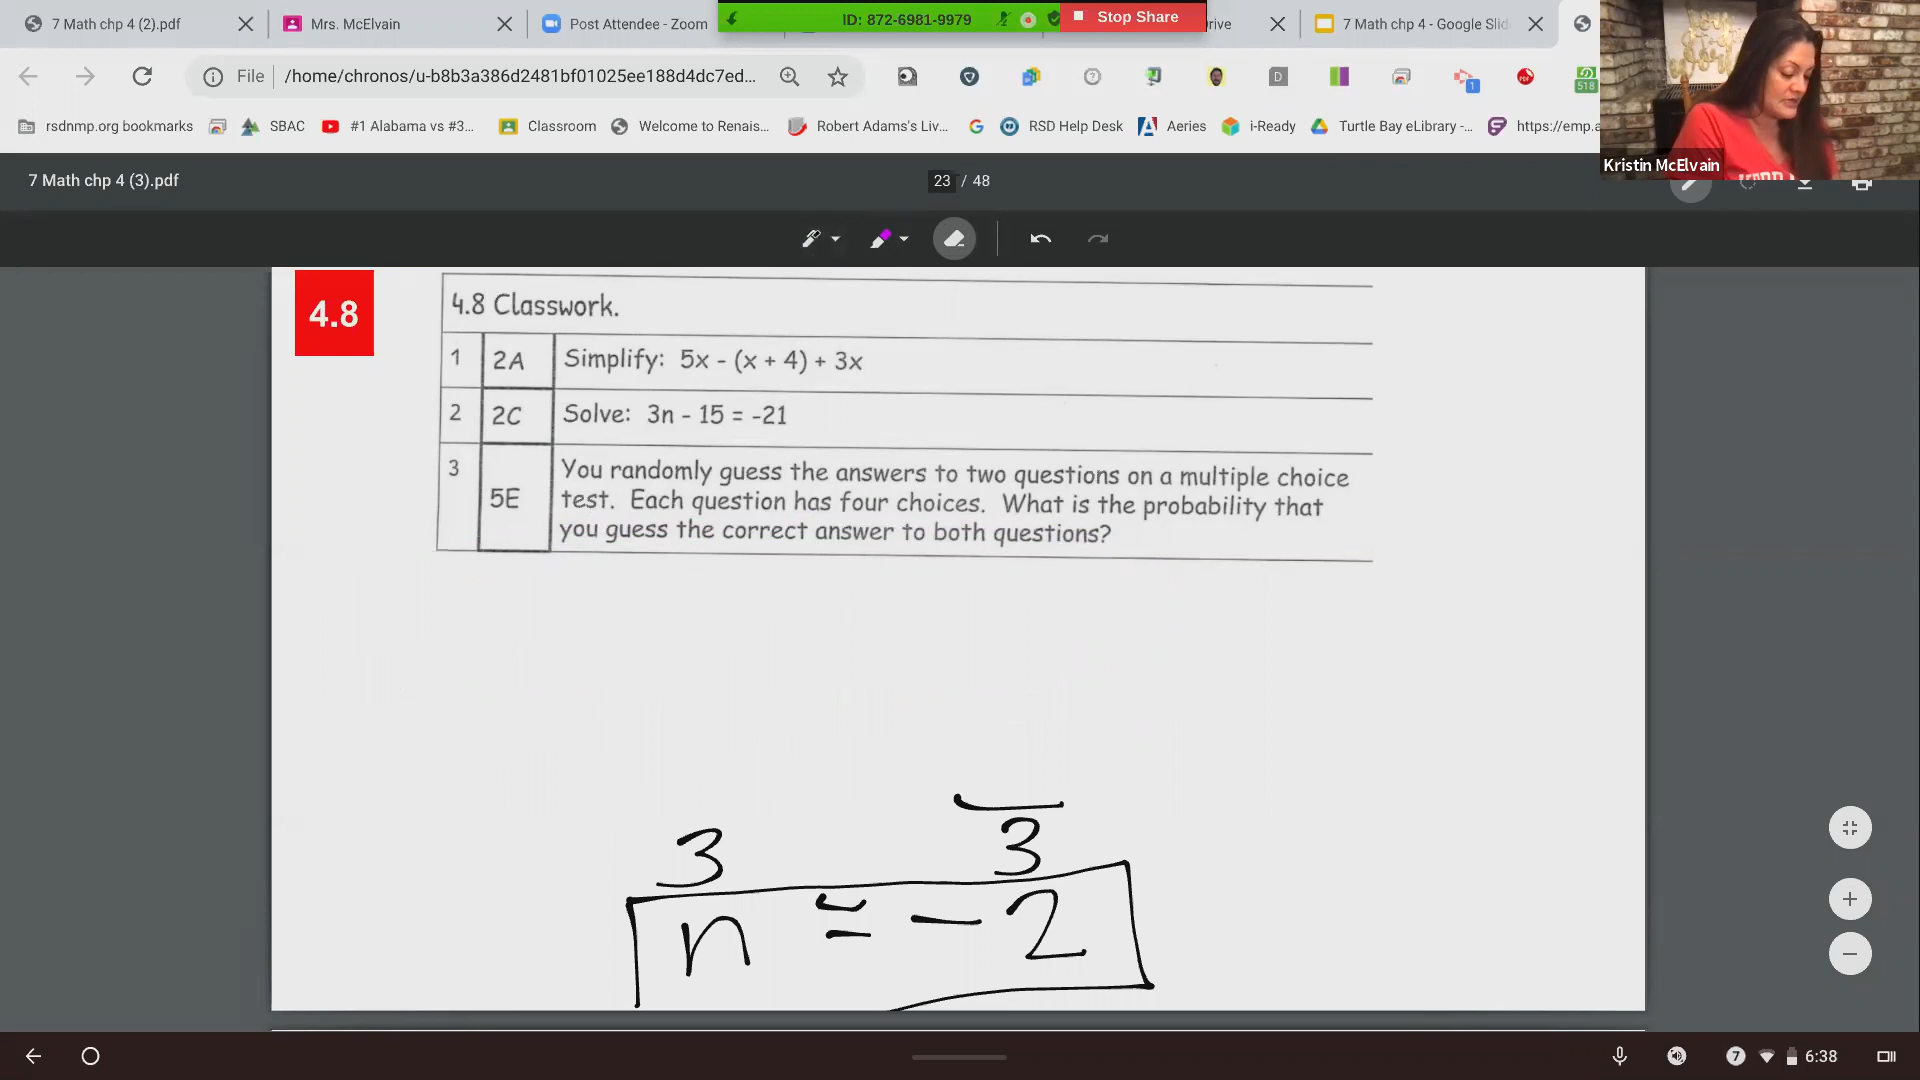 7 Math chp 4 (2).pdf
Mrs. McElvain
Post Attendee - Zoom
ID: 872-6981-9979
Stop Share
rive
7 Math chp 4 - Google Slid
File
/home/chronos/u-b8b3a386d2481bf01025ee188d4dc7ed...
D
PDF
1
518
rsdnmp.org bookmarks
SBAC
#1 Alabama vs #3...
Classroom
Welcome to Renais...
Robert Adams's Liv...
RSD Help Desk
Aeries
i-Ready
Turtle Bay eLibrary -...
https://emp.a
Kristin McElvain
7 Math chp 4 (3).pdf
23 / 48
4.8
4.8 Classwork.
1 2A Simplify: 5x - (x + 4) + 3x
2 2C Solve: 3n - 15 = -21
3 5E You randomly guess the answers to two questions on a multiple choice
test. Each question has four choices. What is the probability that
you guess the correct answer to both questions?
3 3
n = - 2
7 6:38